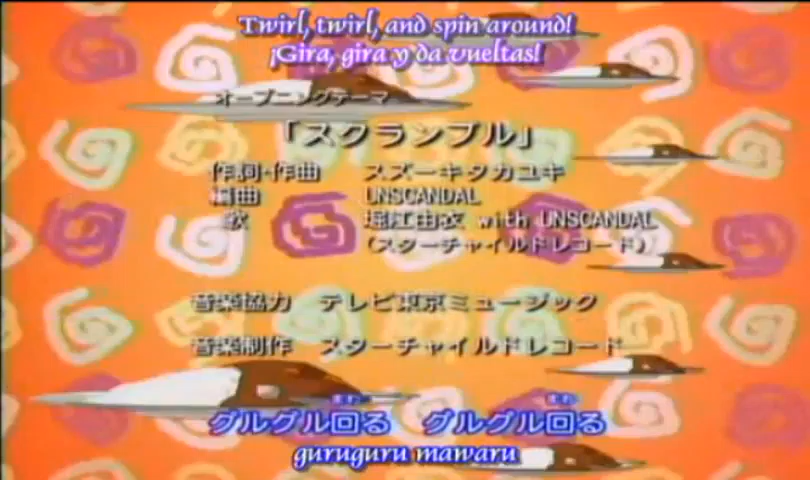 Twirl, twirl, and spin around!
¡Gira, gira y da vueltas!
オープニングテーマ
「スクランブル」
作詞・作曲 スズーキタカユキ
編曲 UNSCANDAL
歌 堀江由衣 with UNSCANDAL
(スターチャイルドレコード)
音楽協力 テレビ東京ミュージック
音楽制作 スターチャイルドレコード
まわ まわ
グルグル回る グルグル回る
guruguru mawaru